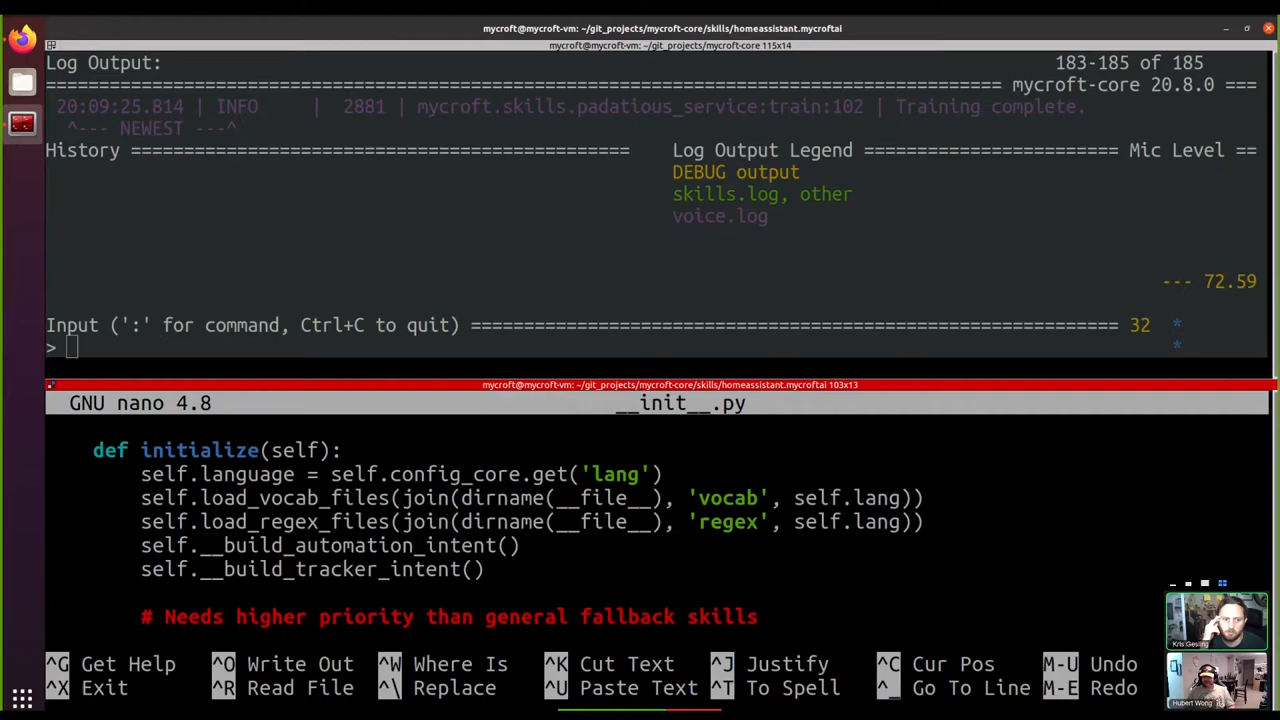 mycroft@mycroft-vm: ~/git_projects/mycroft-core/skills/homeassistant.mycroftai
mycroft@mycroft-vm: ~/git_projects/mycroft-core 115x14
Log Output: 183-185 of 185
========================================================================================== mycroft-core 20.8.0 ===
20:09:25.814 | INFO | 2881 | mycroft.skills.padatious_service:train:102 | Training complete.
^--- NEWEST ---^
History =============================================== Log Output Legend ======================== Mic Level ==
DEBUG output
skills.log, other
voice.log
--- 72.59
Input (':' for command, Ctrl+C to quit) ============================================================= 32 *
> *
mycroft@mycroft-vm: ~/git_projects/mycroft-core/skills/homeassistant.mycroftai 103x13
GNU nano 4.8 __init__.py
def initialize(self):
self.language = self.config_core.get('lang')
self.load_vocab_files(join(dirname(__file__), 'vocab', self.lang))
self.load_regex_files(join(dirname(__file__), 'regex', self.lang))
self.__build_automation_intent()
self.__build_tracker_intent()
# Needs higher priority than general fallback skills
^G Get Help ^O Write Out ^W Where Is ^K Cut Text ^J Justify ^C Cur Pos M-U Undo
^X Exit ^R Read File ^\ Replace ^U Paste Text ^T To Spell ^_ Go To Line M-E Redo
Kris Gesling
Hubert Wong